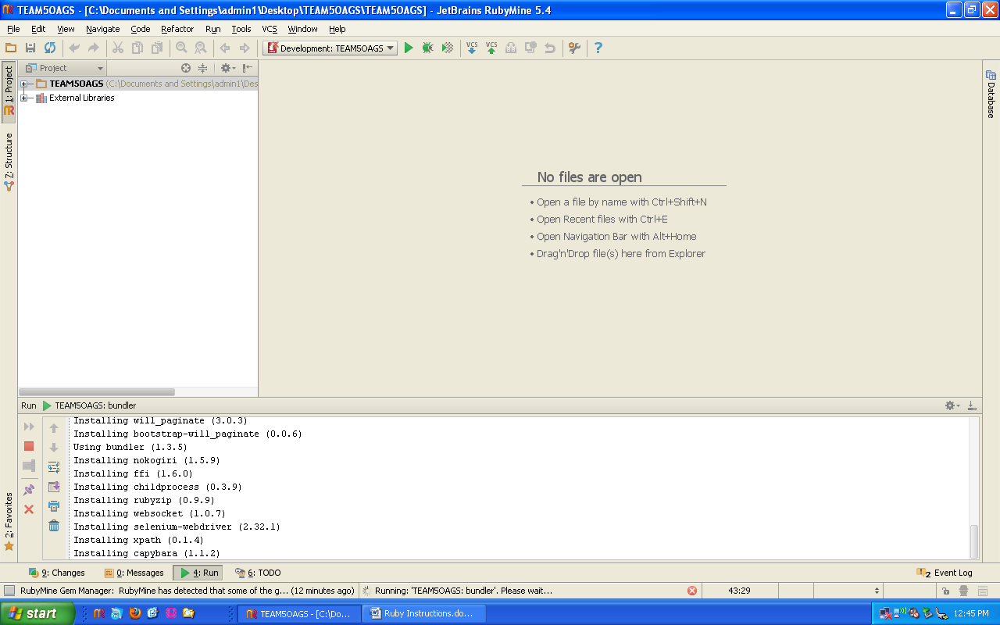 TEAM5OAGS - [C:\Documents and Settings\admin1\Desktop\TEAM5OAGS\TEAM5OAGS] - JetBrains RubyMine 5.4
File Edit View Navigate Code Refactor Run Tools VCS Window Help
Development: TEAM5OAGS VCS VCS ?
1: Project
Z: Structure
2: Favorites
Project
TEAM5OAGS (C:\Documents and Settings\admin1\Des
External Libraries
Database
No files are open
• Open a file by name with Ctrl+Shift+N
• Open Recent files with Ctrl+E
• Open Navigation Bar with Alt+Home
• Drag'n'Drop file(s) here from Explorer
Run TEAM5OAGS: bundler
Installing will_paginate (3.0.3)
Installing bootstrap-will_paginate (0.0.6)
Using bundler (1.3.5)
Installing nokogiri (1.5.9)
Installing ffi (1.6.0)
Installing childprocess (0.3.9)
Installing rubyzip (0.9.9)
Installing websocket (1.0.7)
Installing selenium-webdriver (2.32.1)
Installing xpath (0.1.4)
Installing capybara (1.1.2)
9: Changes 0: Messages 4: Run 6: TODO 2 Event Log
RubyMine Gem Manager: RubyMine has detected that some of the g... (12 minutes ago) Running: 'TEAM5OAGS: bundler'. Please wait... 43:29
start TEAM5OAGS - [C:\Do... Ruby Instructions.do... 12:45 PM